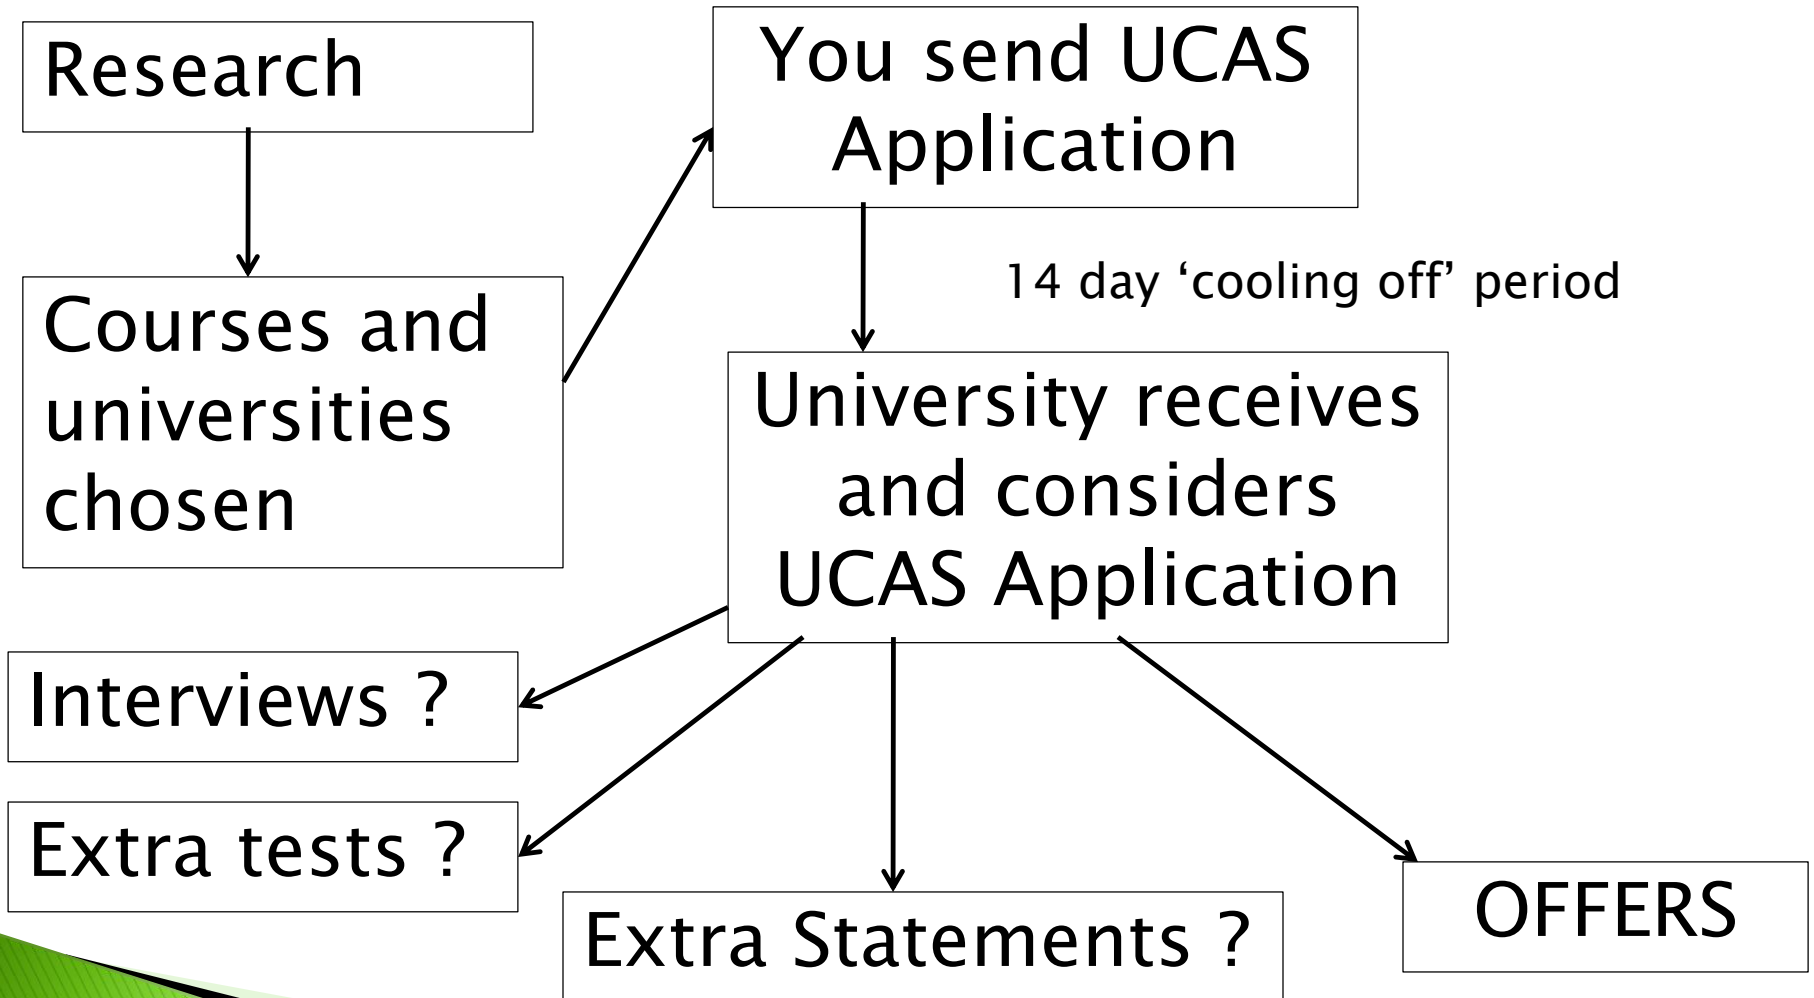 Research
Courses and
universities
chosen
You send UCAS
Application
14 day ‘cooling off’ period
University receives
and considers
UCAS Application
Interviews ?
Extra tests ?
Extra Statements ?
OFFERS